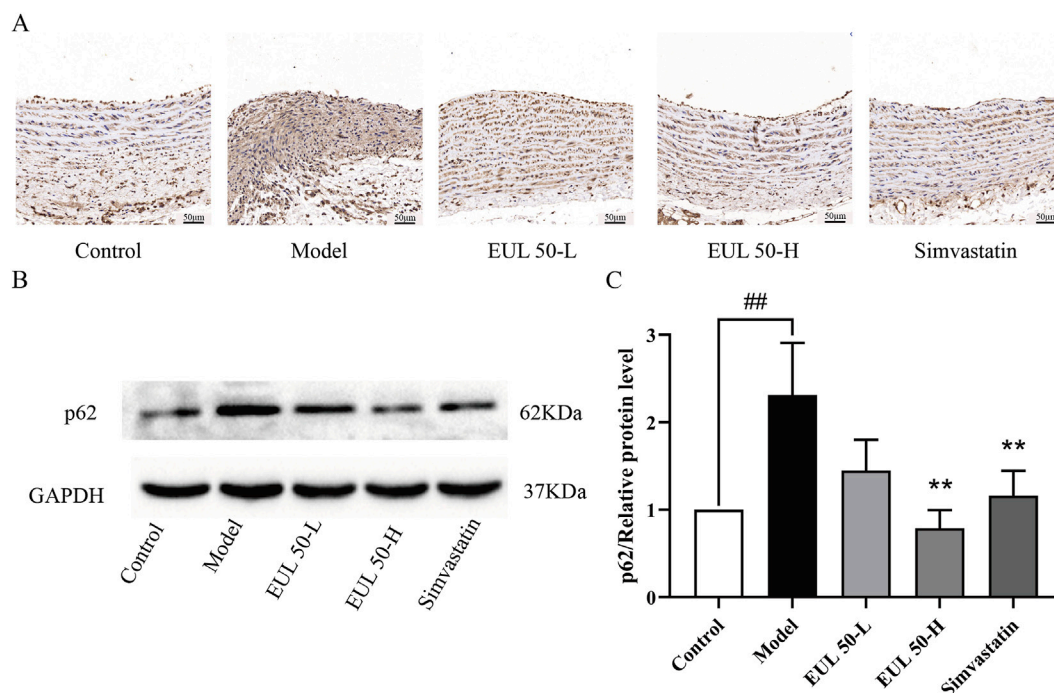 A
50μm
50μm
50μm
50μm
50μm
Control
Model
EUL 50-L
EUL 50-H
Simvastatin
B
p62
62KDa
GAPDH
37KDa
Control
Model
EUL 50-L
EUL 50-H
Simvastatin
C
##
3
2
1
0
**
**
p62/Relative protein level
Control
Model
EUL 50-L
EUL 50-H
Simvastatin